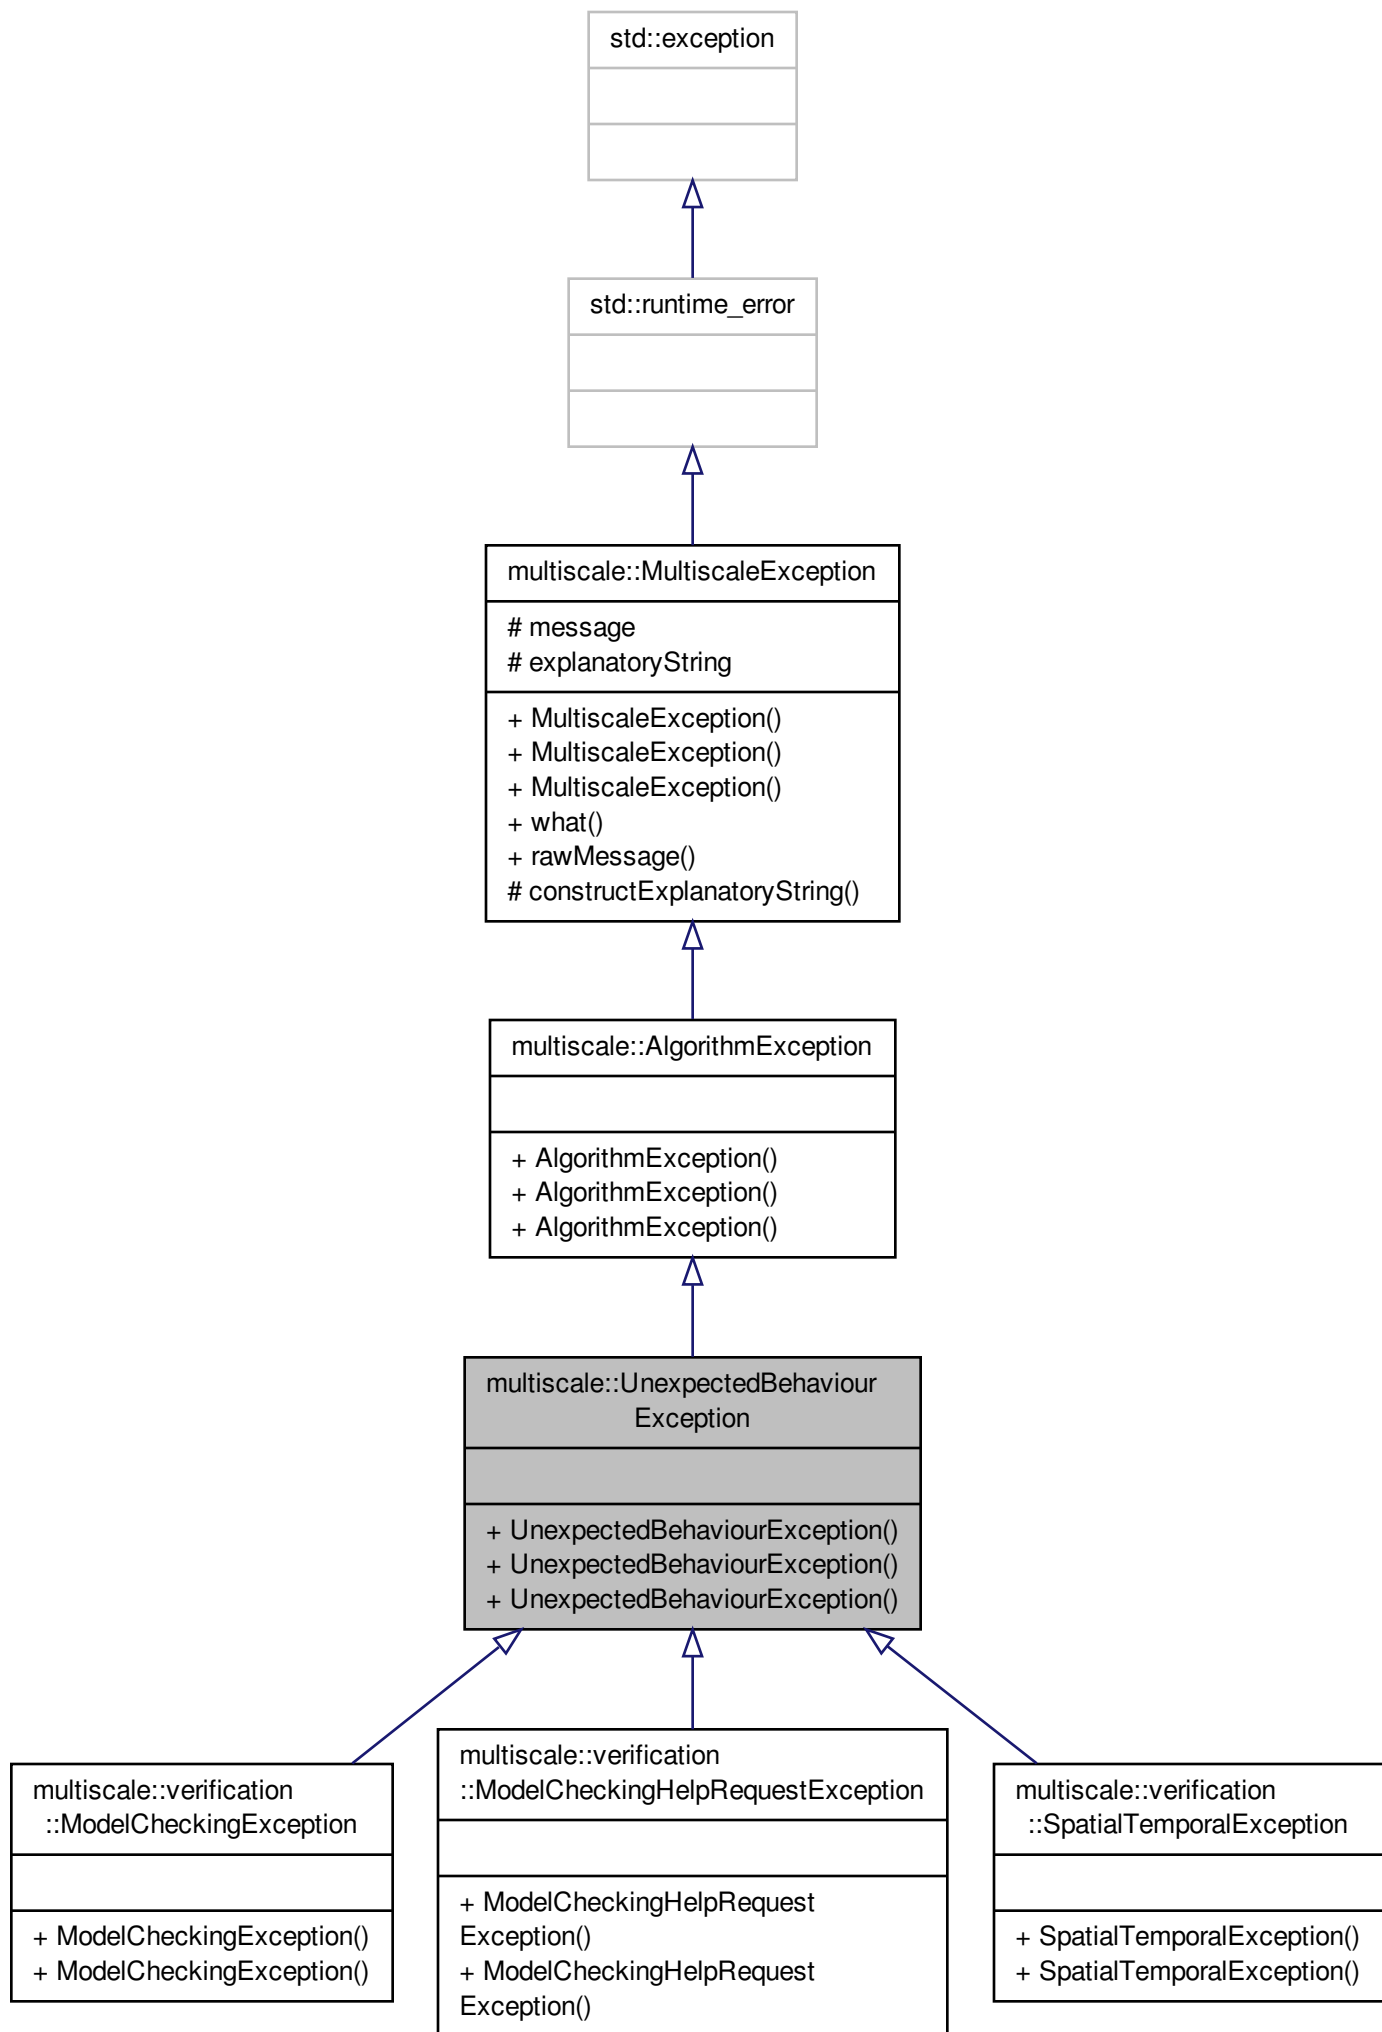 std::exception
std::runtime_error
multiscale::MultiscaleException
# message
# explanatoryString
+ MultiscaleException()
+ MultiscaleException()
+ MultiscaleException()
+ what()
+ rawMessage()
# constructExplanatoryString()
multiscale::AlgorithmException
+ AlgorithmException()
+ AlgorithmException()
+ AlgorithmException()
multiscale::UnexpectedBehaviour
Exception
+ UnexpectedBehaviourException()
+ UnexpectedBehaviourException()
+ UnexpectedBehaviourException()
multiscale::verification
::ModelCheckingException
+ ModelCheckingException()
+ ModelCheckingException()
multiscale::verification
::ModelCheckingHelpRequestException
+ ModelCheckingHelpRequest
Exception()
+ ModelCheckingHelpRequest
Exception()
multiscale::verification
::SpatialTemporalException
+ SpatialTemporalException()
+ SpatialTemporalException()